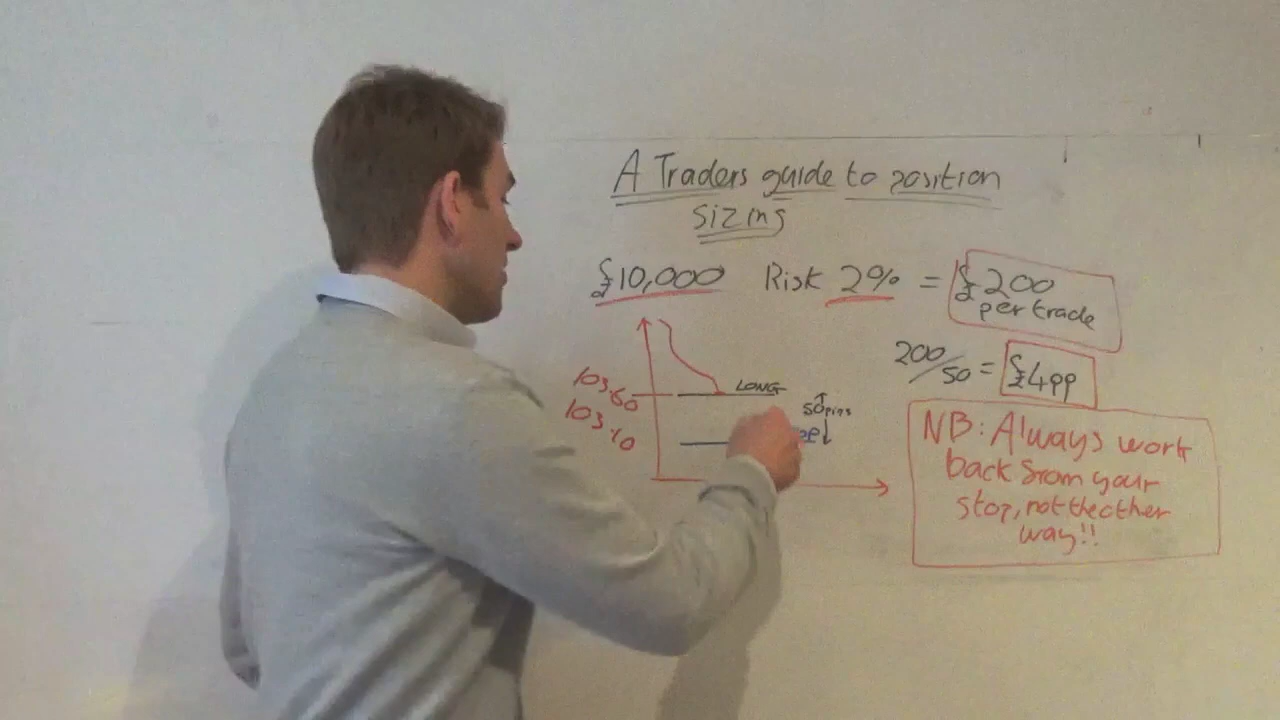 A Traders guide to position
sizing
£10,000 Risk 2% = £200
per trade
200/50 = £4pp
103.60
LONG
50pips
103.10
NB: Always work
back from your
stop, not the other
way!!